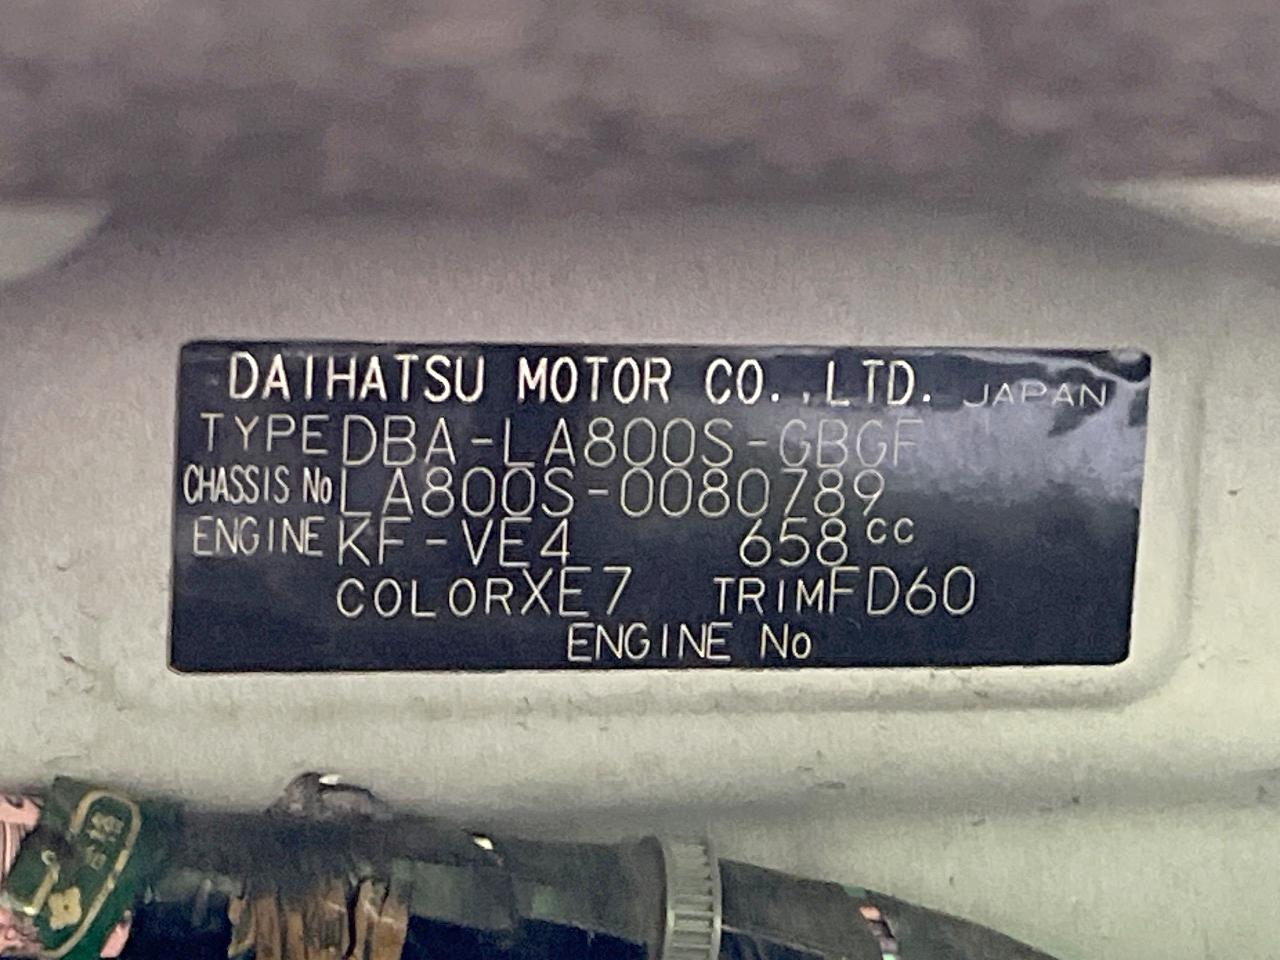 DAIHATSU MOTOR CO.,LTD. JAPAN
TYPE DBA-LA800S-GBGF
CHASSIS No LA800S-0080789
ENGINE KF-VE4 658cc
COLOR XE7 TRIM FD60
ENGINE No